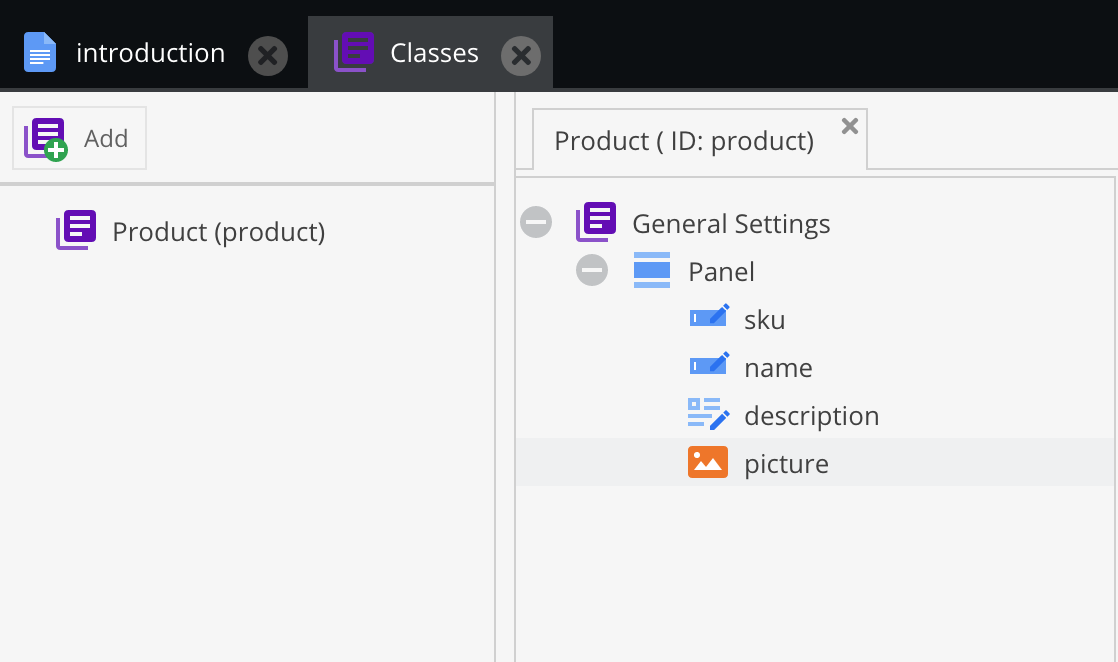 introduction
Classes
Add
Product (product)
Product ( ID: product)
General Settings
Panel
sku
name
description
picture